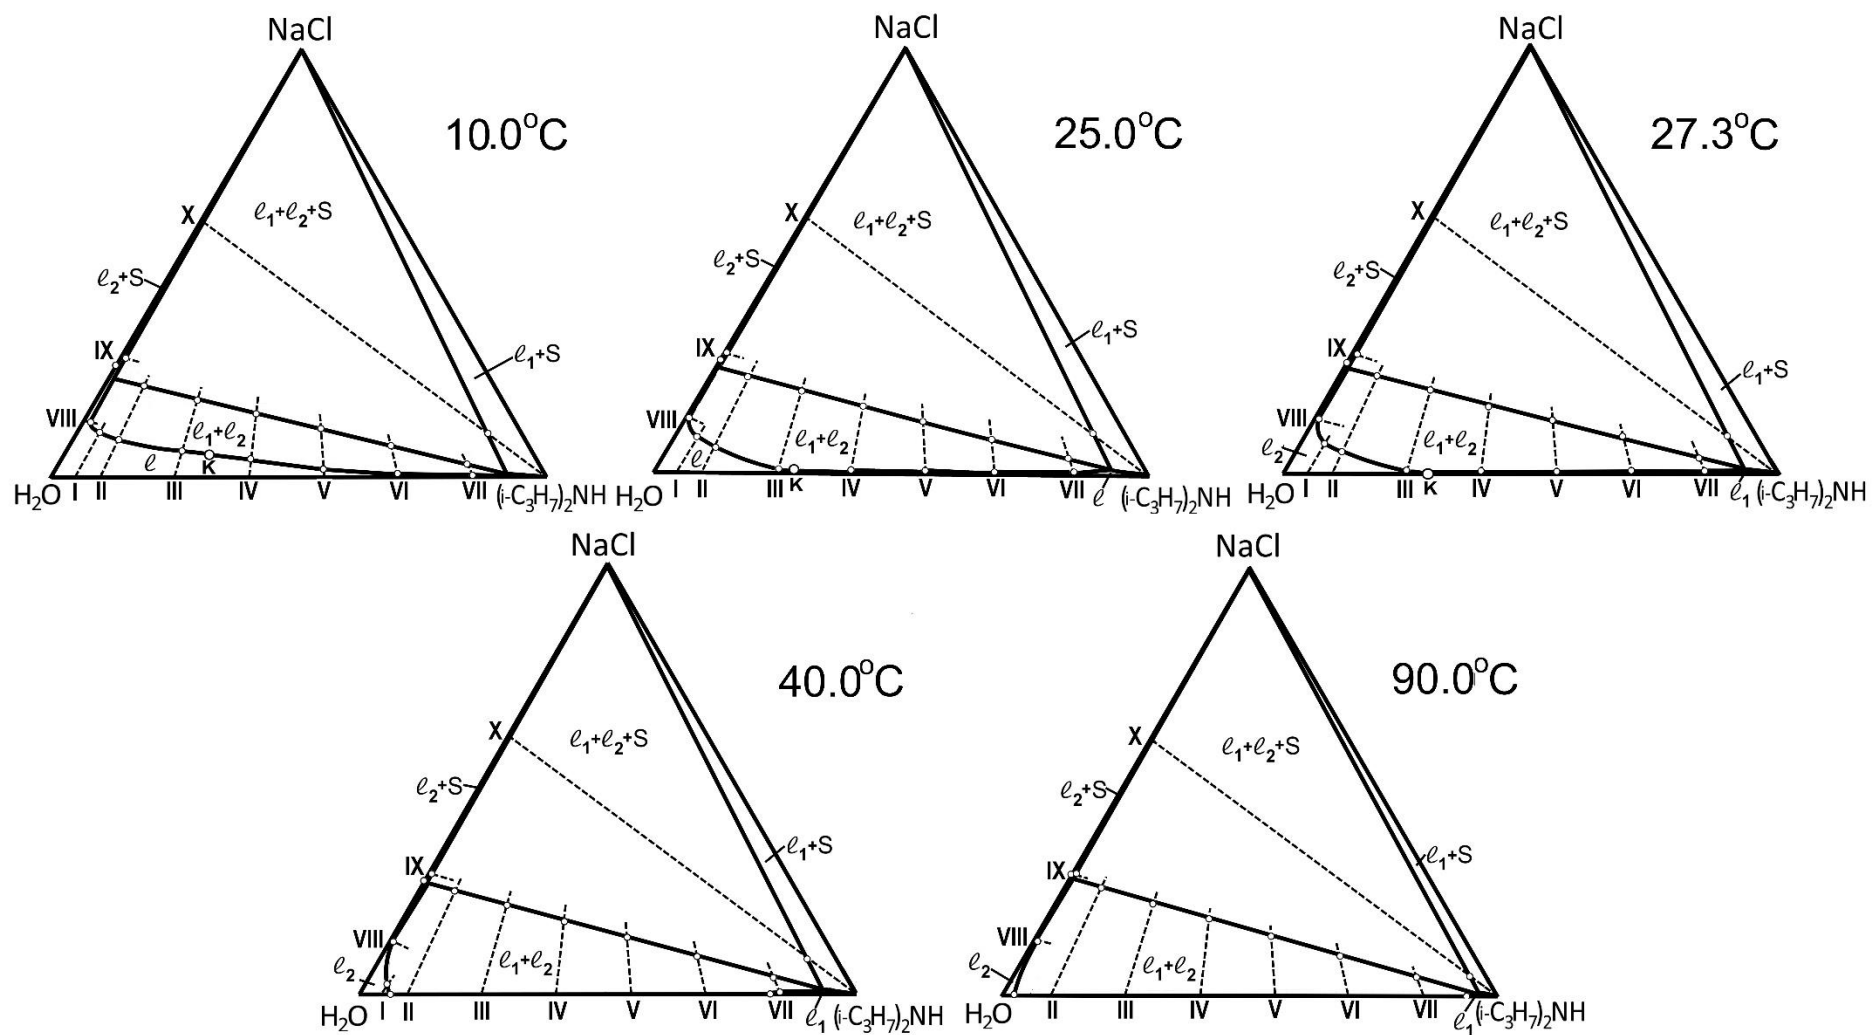 NaCl
10.0°C
X
ℓ₁+ℓ₂+S
ℓ₂+S
IX
ℓ₁+S
VIII
ℓ₁+ℓ₂
ℓ
K
H₂O I II III IV V VI VII (i-C₃H₇)₂NH
NaCl
25.0°C
X
ℓ₁+ℓ₂+S
ℓ₂+S
IX
ℓ₁+S
VIII
ℓ₁+ℓ₂
ℓ
H₂O I II III K IV V VI VII ℓ (i-C₃H₇)₂NH
NaCl
27.3°C
X
ℓ₁+ℓ₂+S
ℓ₂+S
IX
ℓ₁+S
VIII
ℓ₁+ℓ₂
ℓ₂
H₂O I II III K IV V VI VII ℓ₁ (i-C₃H₇)₂NH
NaCl
40.0°C
X
ℓ₁+ℓ₂+S
ℓ₂+S
IX
ℓ₁+S
VIII
ℓ₁+ℓ₂
ℓ₂
H₂O I II III IV V VI VII ℓ₁ (i-C₃H₇)₂NH
NaCl
90.0°C
X
ℓ₁+ℓ₂+S
ℓ₂+S
IX
ℓ₁+S
VIII
ℓ₁+ℓ₂
ℓ₂
H₂O I II III IV V VI VII ℓ₁ (i-C₃H₇)₂NH